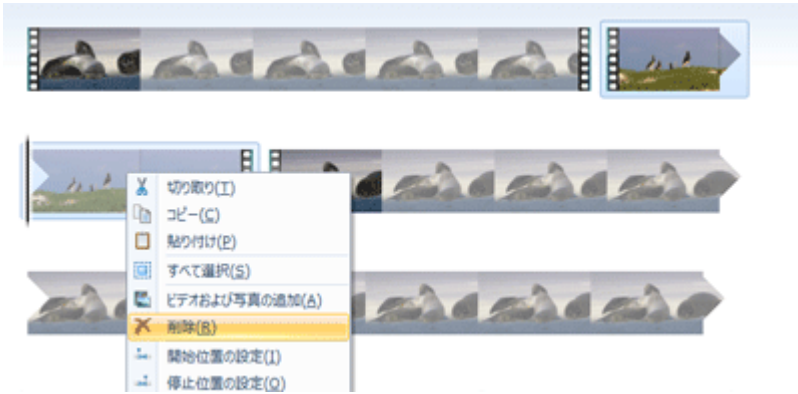 切り取り(T)
コピー(C)
貼り付け(P)
すべて選択(S)
ビデオおよび写真の追加(A)
削除(R)
開始位置の設定(I)
停止位置の設定(O)